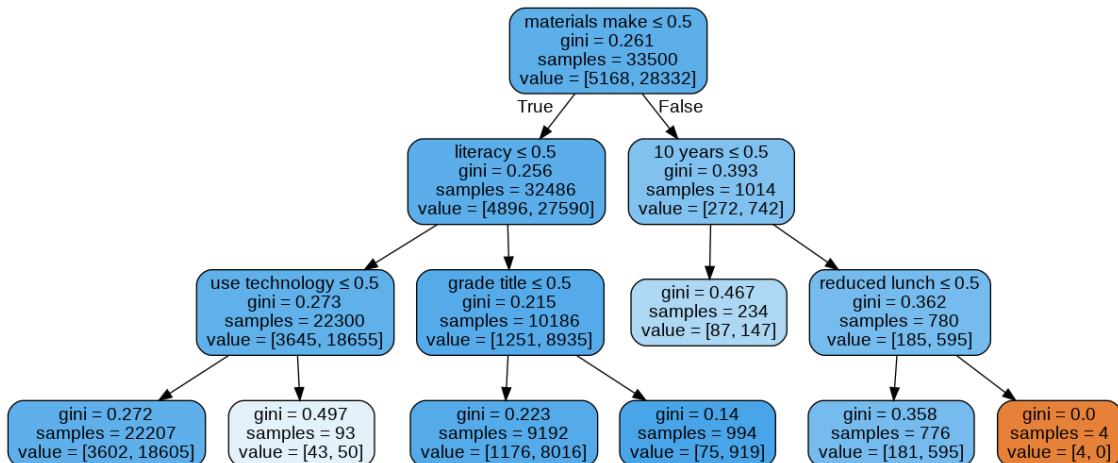 materials make ≤ 0.5
gini = 0.261
samples = 33500
value = [5168, 28332]
True
False
literacy ≤ 0.5
gini = 0.256
samples = 32486
value = [4896, 27590]
10 years ≤ 0.5
gini = 0.393
samples = 1014
value = [272, 742]
use technology ≤ 0.5
gini = 0.273
samples = 22300
value = [3645, 18655]
grade title ≤ 0.5
gini = 0.215
samples = 10186
value = [1251, 8935]
gini = 0.467
samples = 234
value = [87, 147]
reduced lunch ≤ 0.5
gini = 0.362
samples = 780
value = [185, 595]
gini = 0.272
samples = 22207
value = [3602, 18605]
gini = 0.497
samples = 93
value = [43, 50]
gini = 0.223
samples = 9192
value = [1176, 8016]
gini = 0.14
samples = 994
value = [75, 919]
gini = 0.358
samples = 776
value = [181, 595]
gini = 0.0
samples = 4
value = [4, 0]